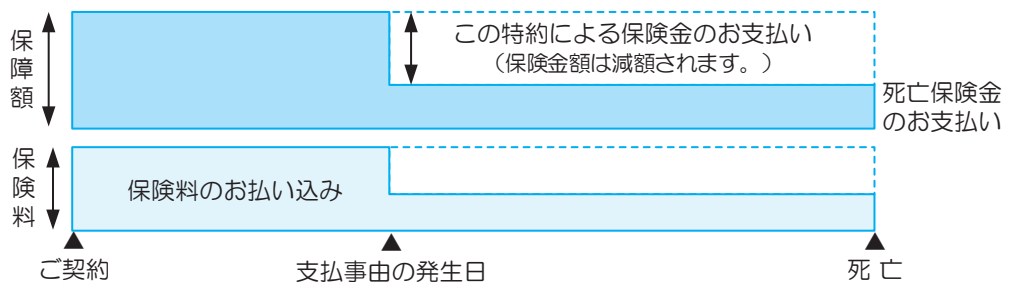 保障額
この特約による保険金のお支払い
（保険金額は減額されます。）
死亡保険金
のお支払い
保険料
保険料のお払い込み
ご契約
支払事由の発生日
死亡